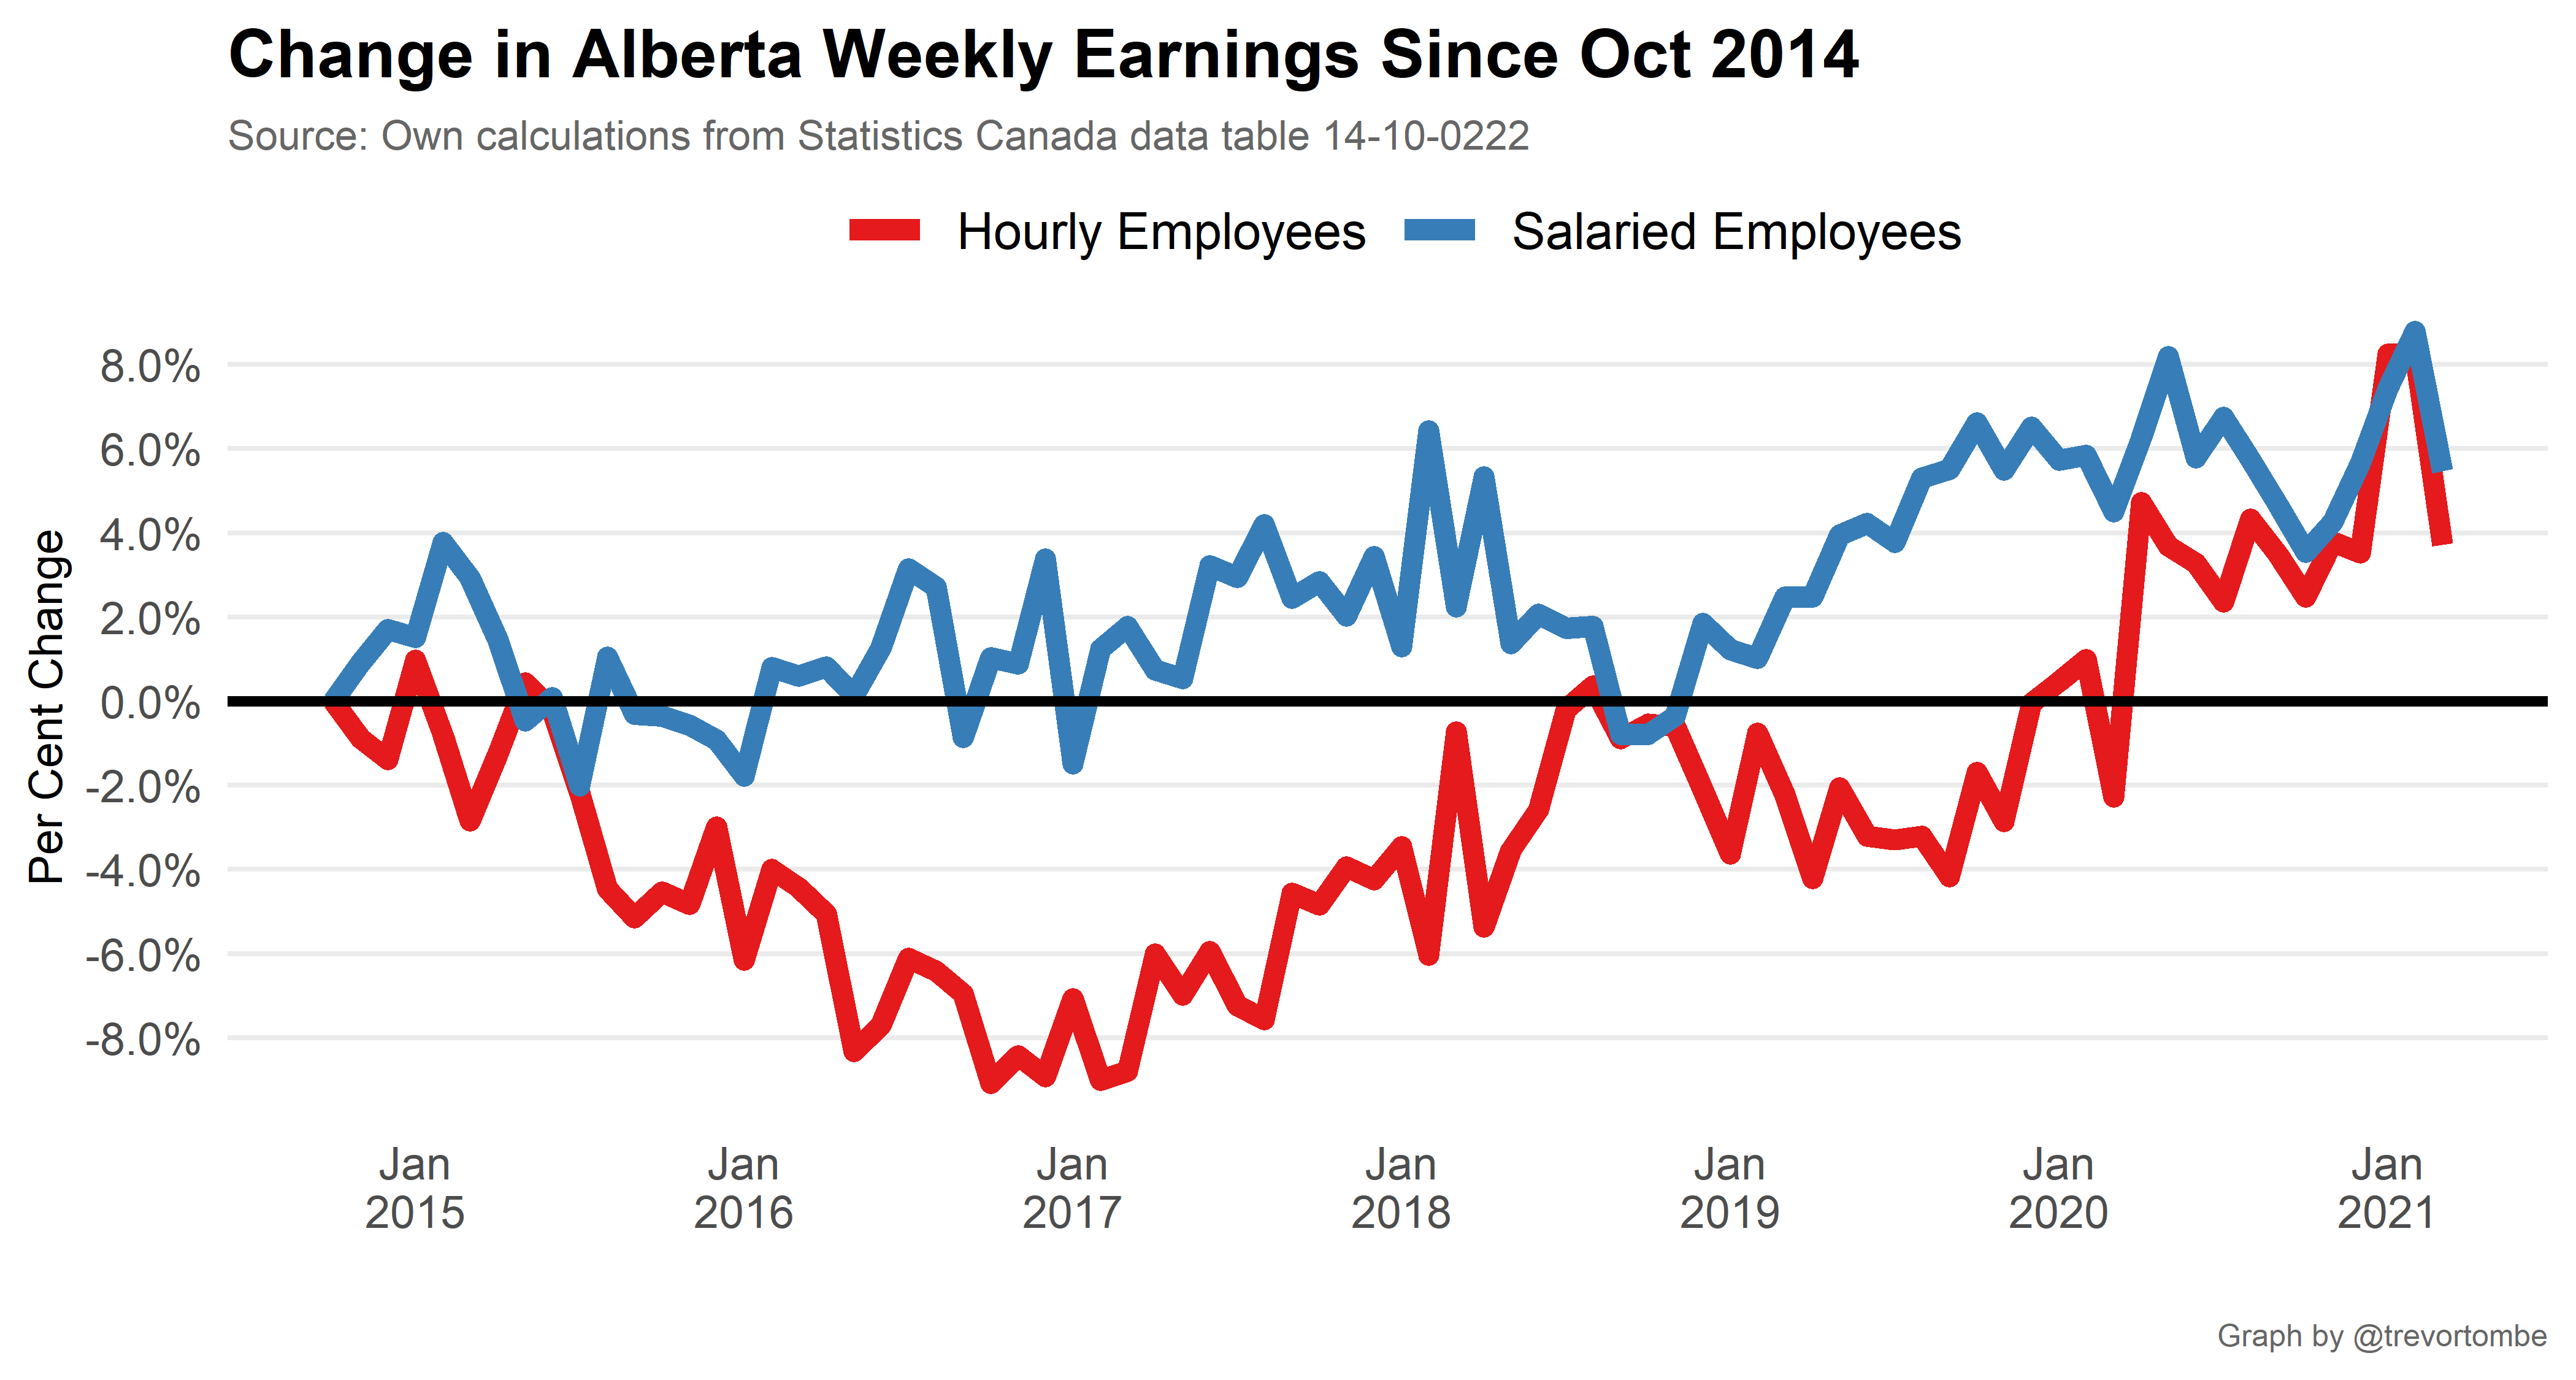 Change in Alberta Weekly Earnings Since Oct 2014
Source: Own calculations from Statistics Canada data table 14-10-0222
Hourly Employees
Salaried Employees
Per Cent Change
8.0%
6.0%
4.0%
2.0%
0.0%
-2.0%
-4.0%
-6.0%
-8.0%
Jan
2015
Jan
2016
Jan
2017
Jan
2018
Jan
2019
Jan
2020
Jan
2021
Graph by @trevortombe